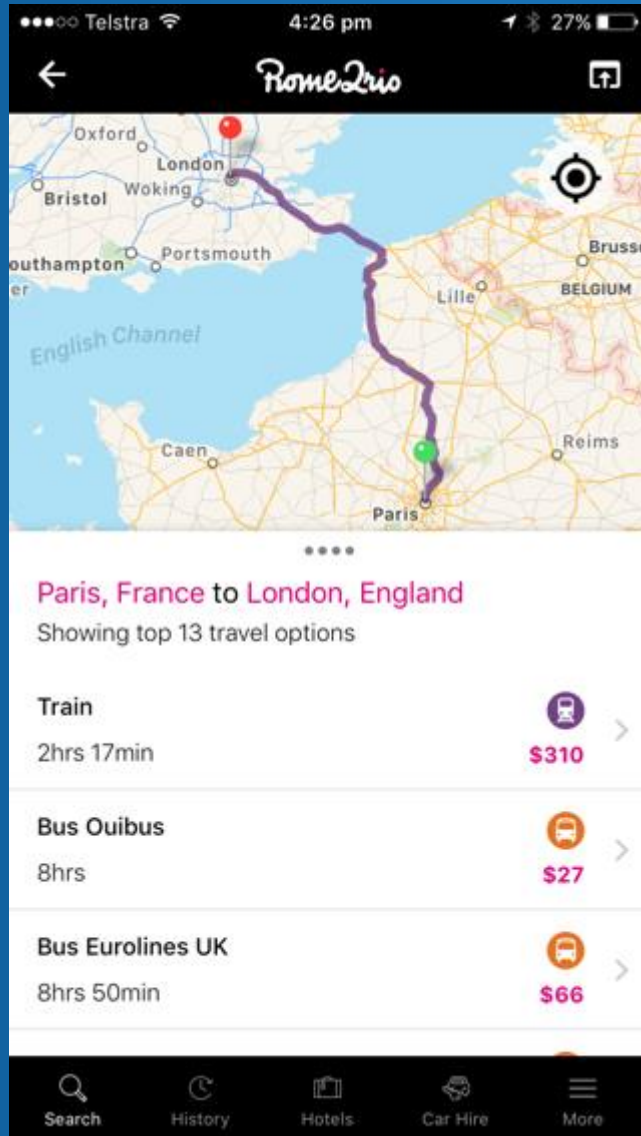 Telstra 4:26 pm 27%
Rome2rio
Oxford
London
Bristol
Woking
Portsmouth
outhampton
er
Brusse
Lille
BELGIUM
English Channel
Caen
Reims
Paris
Paris, France to London, England
Showing top 13 travel options
Train
2hrs 17min
$310
Bus Ouibus
8hrs
$27
Bus Eurolines UK
8hrs 50min
$66
Search History Hotels Car Hire More